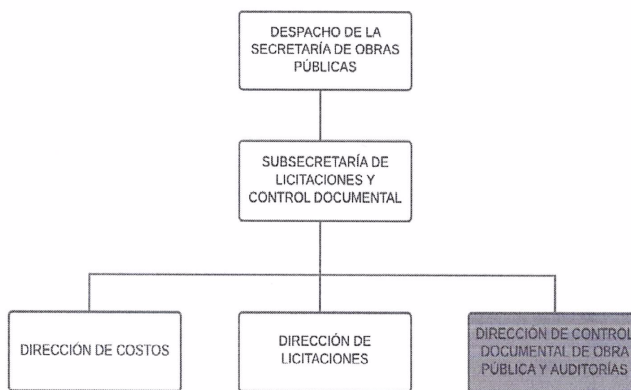 DESPACHO DE LA
SECRETARÍA DE OBRAS
PÚBLICAS
SUBSECRETARÍA DE
LICITACIONES Y
CONTROL DOCUMENTAL
DIRECCIÓN DE COSTOS
DIRECCIÓN DE
LICITACIONES
DIRECCIÓN DE CONTROL
DOCUMENTAL DE OBRA
PÚBLICA Y AUDITORÍAS